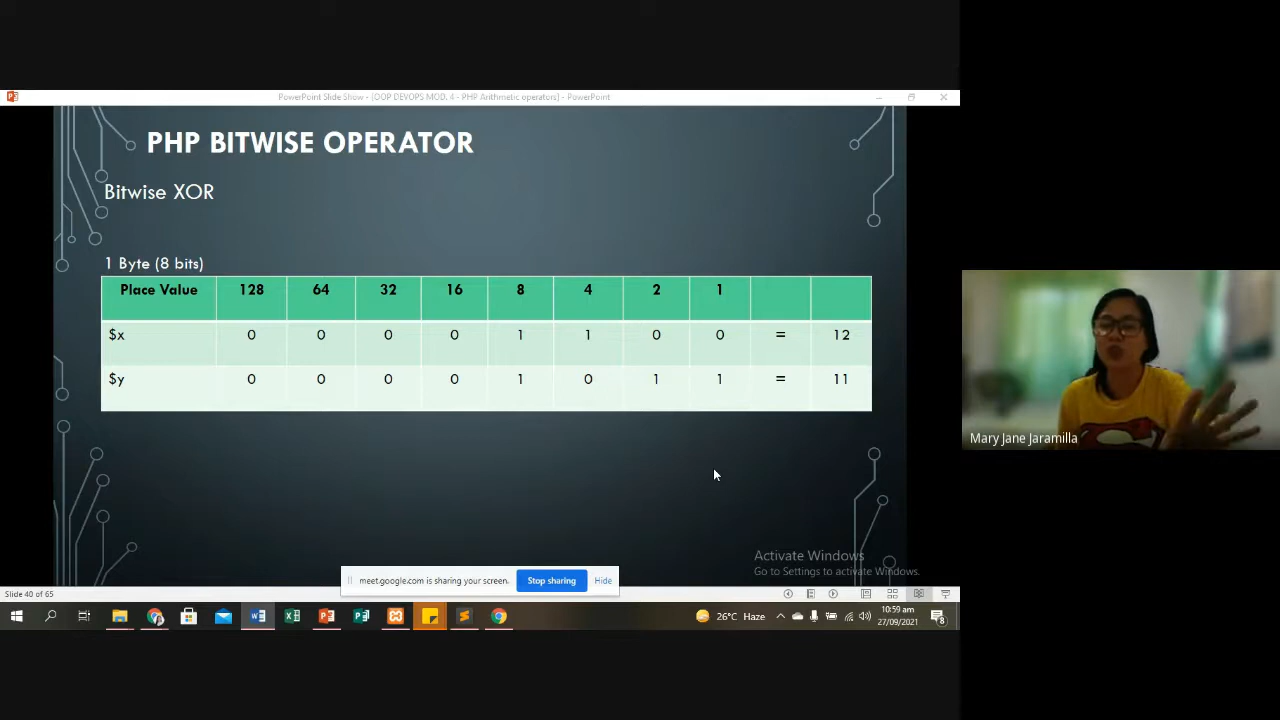 PowerPoint Slide Show - [OOP DEVOPS MOD. 4 - PHP Arithmetic operators] - PowerPoint
PHP BITWISE OPERATOR
Bitwise XOR
1 Byte (8 bits)
Place Value 128 64 32 16 8 4 2 1
$x 0 0 0 0 1 1 0 0 = 12
$y 0 0 0 0 1 0 1 1 = 11
Mary Jane Jaramilla
Activate Windows
Go to Settings to activate Windows.
meet.google.com is sharing your screen. Stop sharing Hide
Slide 40 of 65
26°C Haze
10:59 am
27/09/2021
8